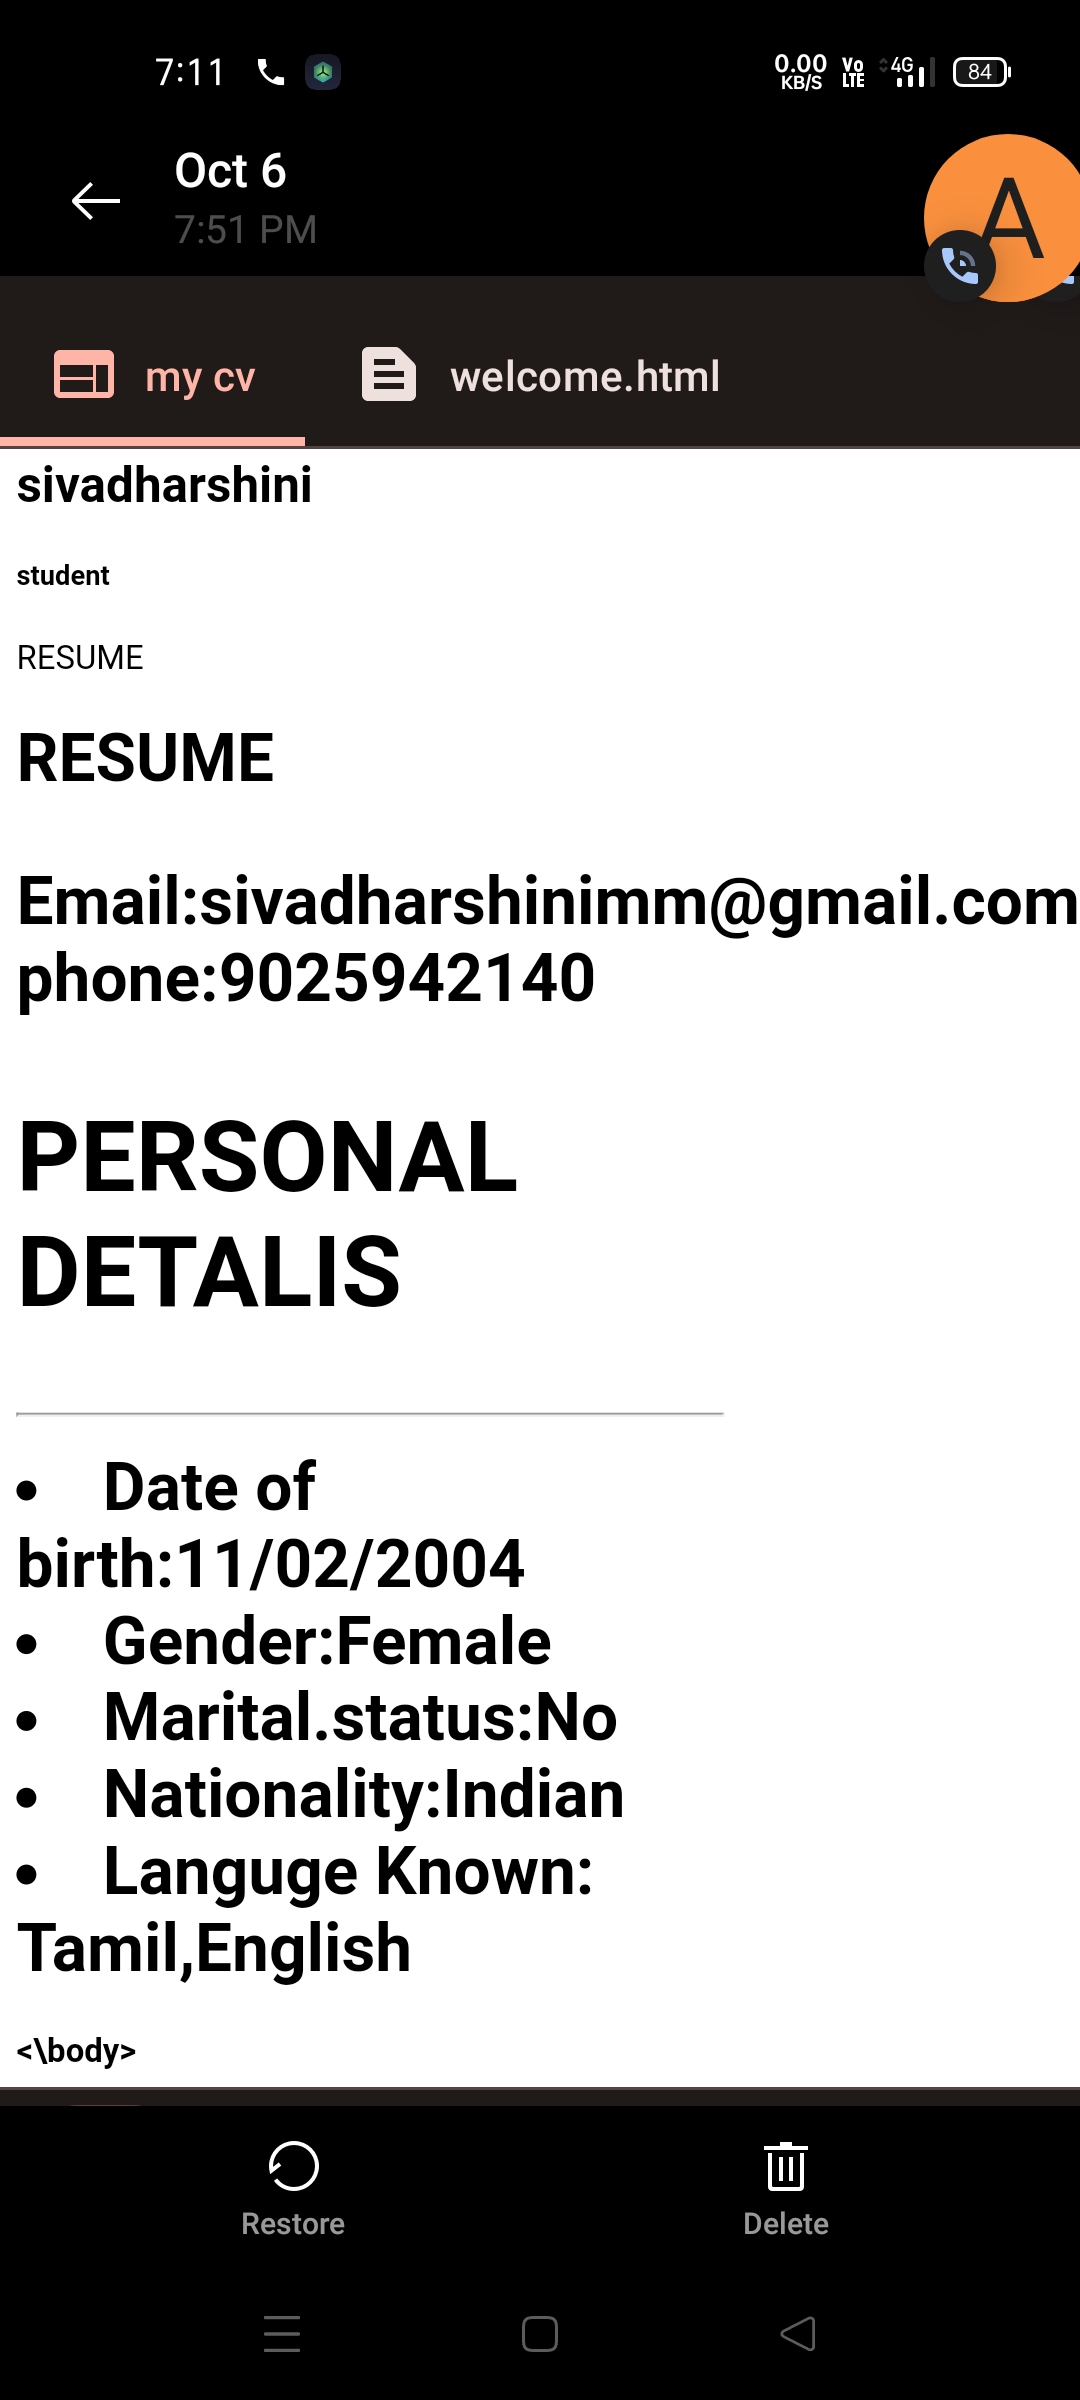 7:11
0.00 KB/S Vo LTE 4G 84
Oct 6
7:51 PM
A
my cv
welcome.html
sivadharshini
student
RESUME
RESUME
Email:sivadharshinimm@gmail.com
phone:9025942140
PERSONAL
DETALIS
• Date of
birth:11/02/2004
• Gender:Female
• Marital.status:No
• Nationality:Indian
• Languge Known:
Tamil,English
<\body>
Restore
Delete